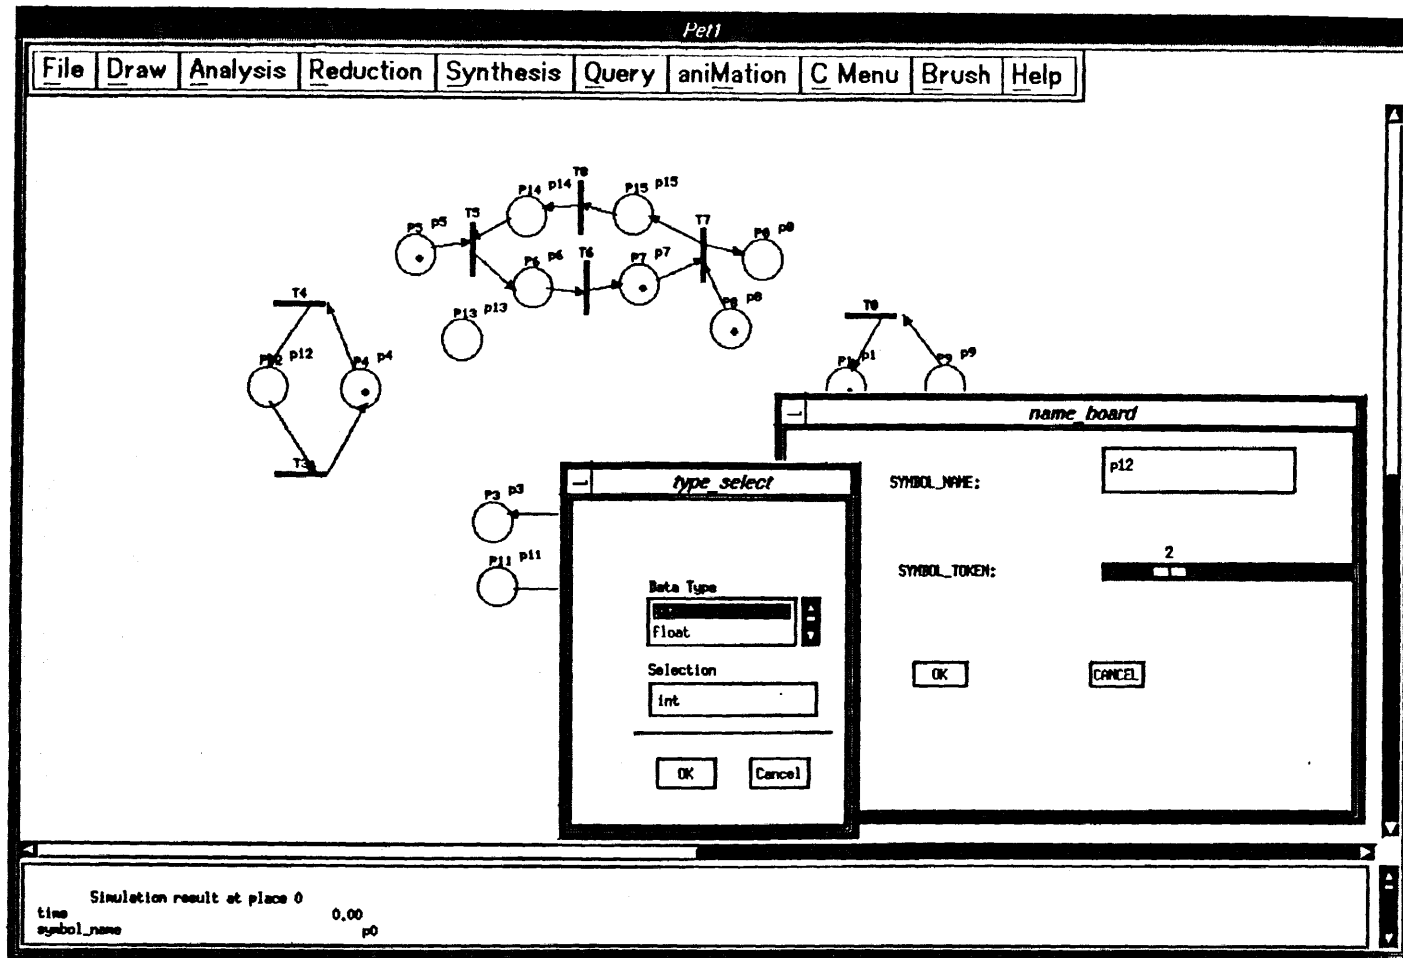 Pet1
File Draw Analysis Reduction Synthesis Query aniMation C Menu Brush Help
T8
P14 p14
P15 p15
T5
T7
P5 p5
P0 p0
P6 p6
T6
P7 p7
T4
P13 p13
P8 p8
T0
p12
P4 p4
P1 p1
P9 p9
name_board
T3
type_select
p12
SYMBOL_NAME:
P3 p3
2
P11 p11
SYMBOL_TOKEN:
Data Type
float
Selection
OK
CANCEL
int
OK
Cancel
Simulation result at place 0
time 0.00
symbol_name p0